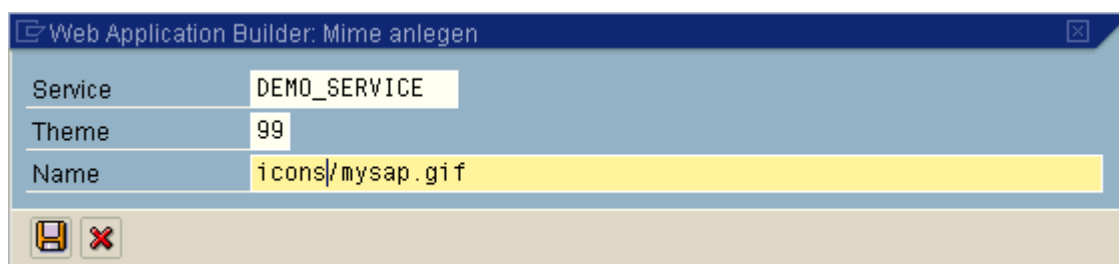 Web Application Builder: Mime anlegen
Service DEMO_SERVICE
Theme 99
Name icons/mysap.gif